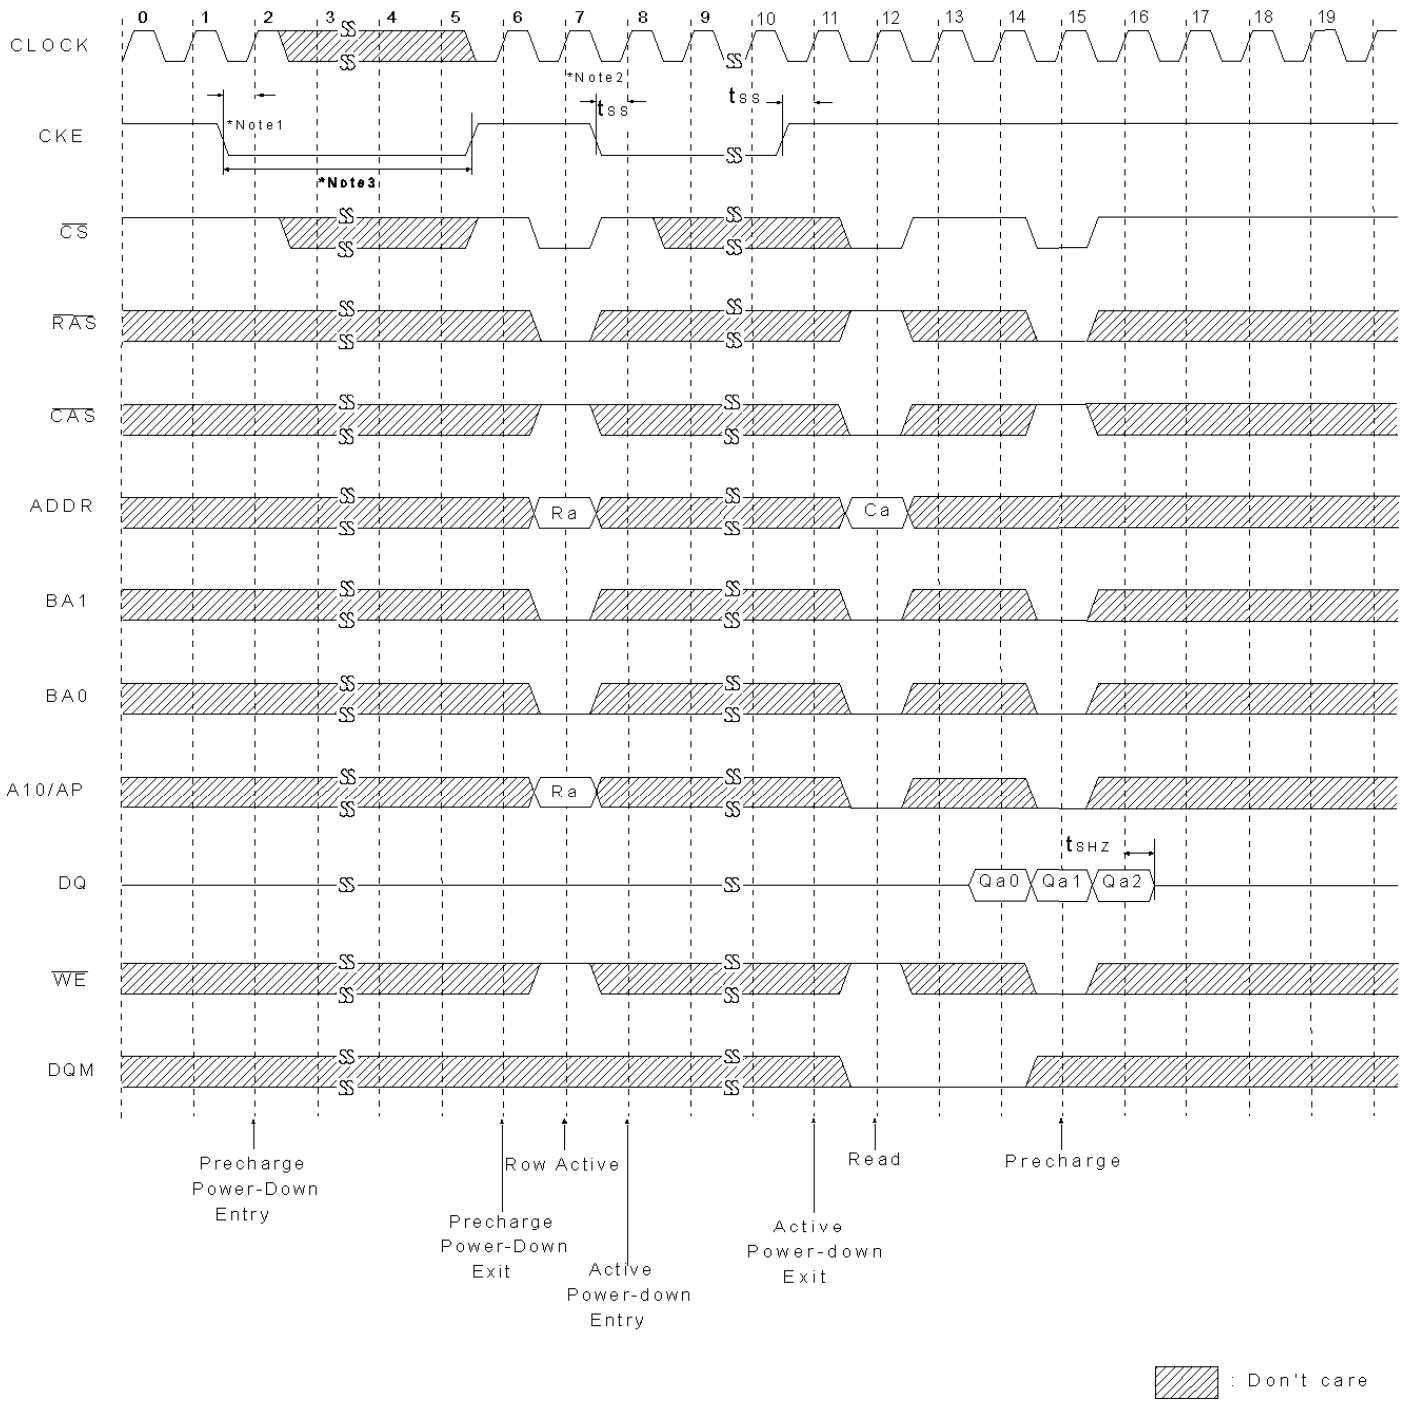 0 1 2 3 4 5 6 7 8 9 10 11 12 13 14 15 16 17 18 19
CLOCK
*Note2
tSS
tSS
*Note1
CKE
*Note3
CS
RAS
CAS
ADDR
Ra
Ca
BA1
BA0
A10/AP
Ra
tSHZ
DQ
Qa0 Qa1 Qa2
WE
DQM
Precharge
Power-Down
Entry
Row Active
Read
Precharge
Precharge
Power-Down
Exit
Active
Power-down
Entry
Active
Power-down
Exit
: Don't care